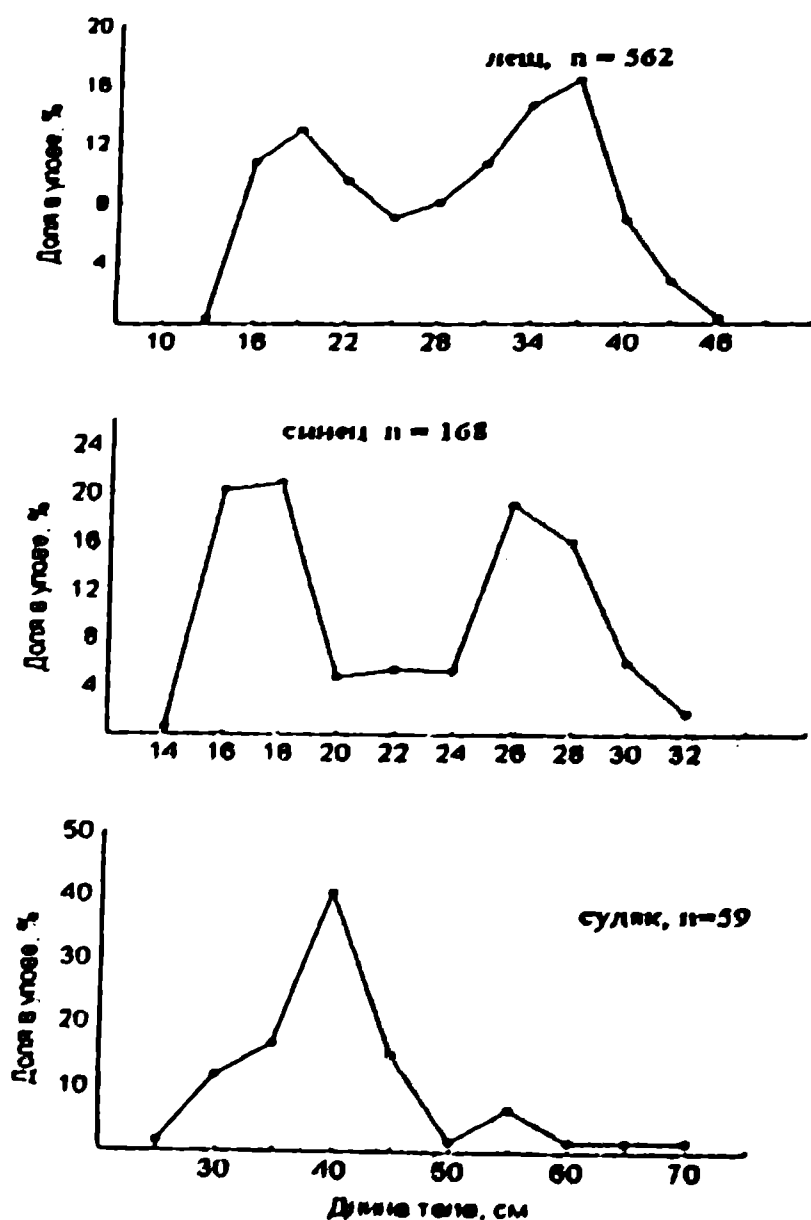 20
16
12
8
4
Доля в улове, %
лещ, n = 562
10 16 22 28 34 40 46
24
20
16
12
8
4
Доля в улове, %
синец n = 168
14 16 18 20 22 24 26 28 30 32
50
40
30
20
10
Доля в улове, %
судак, n=59
30 40 50 60 70
Длина тела, см